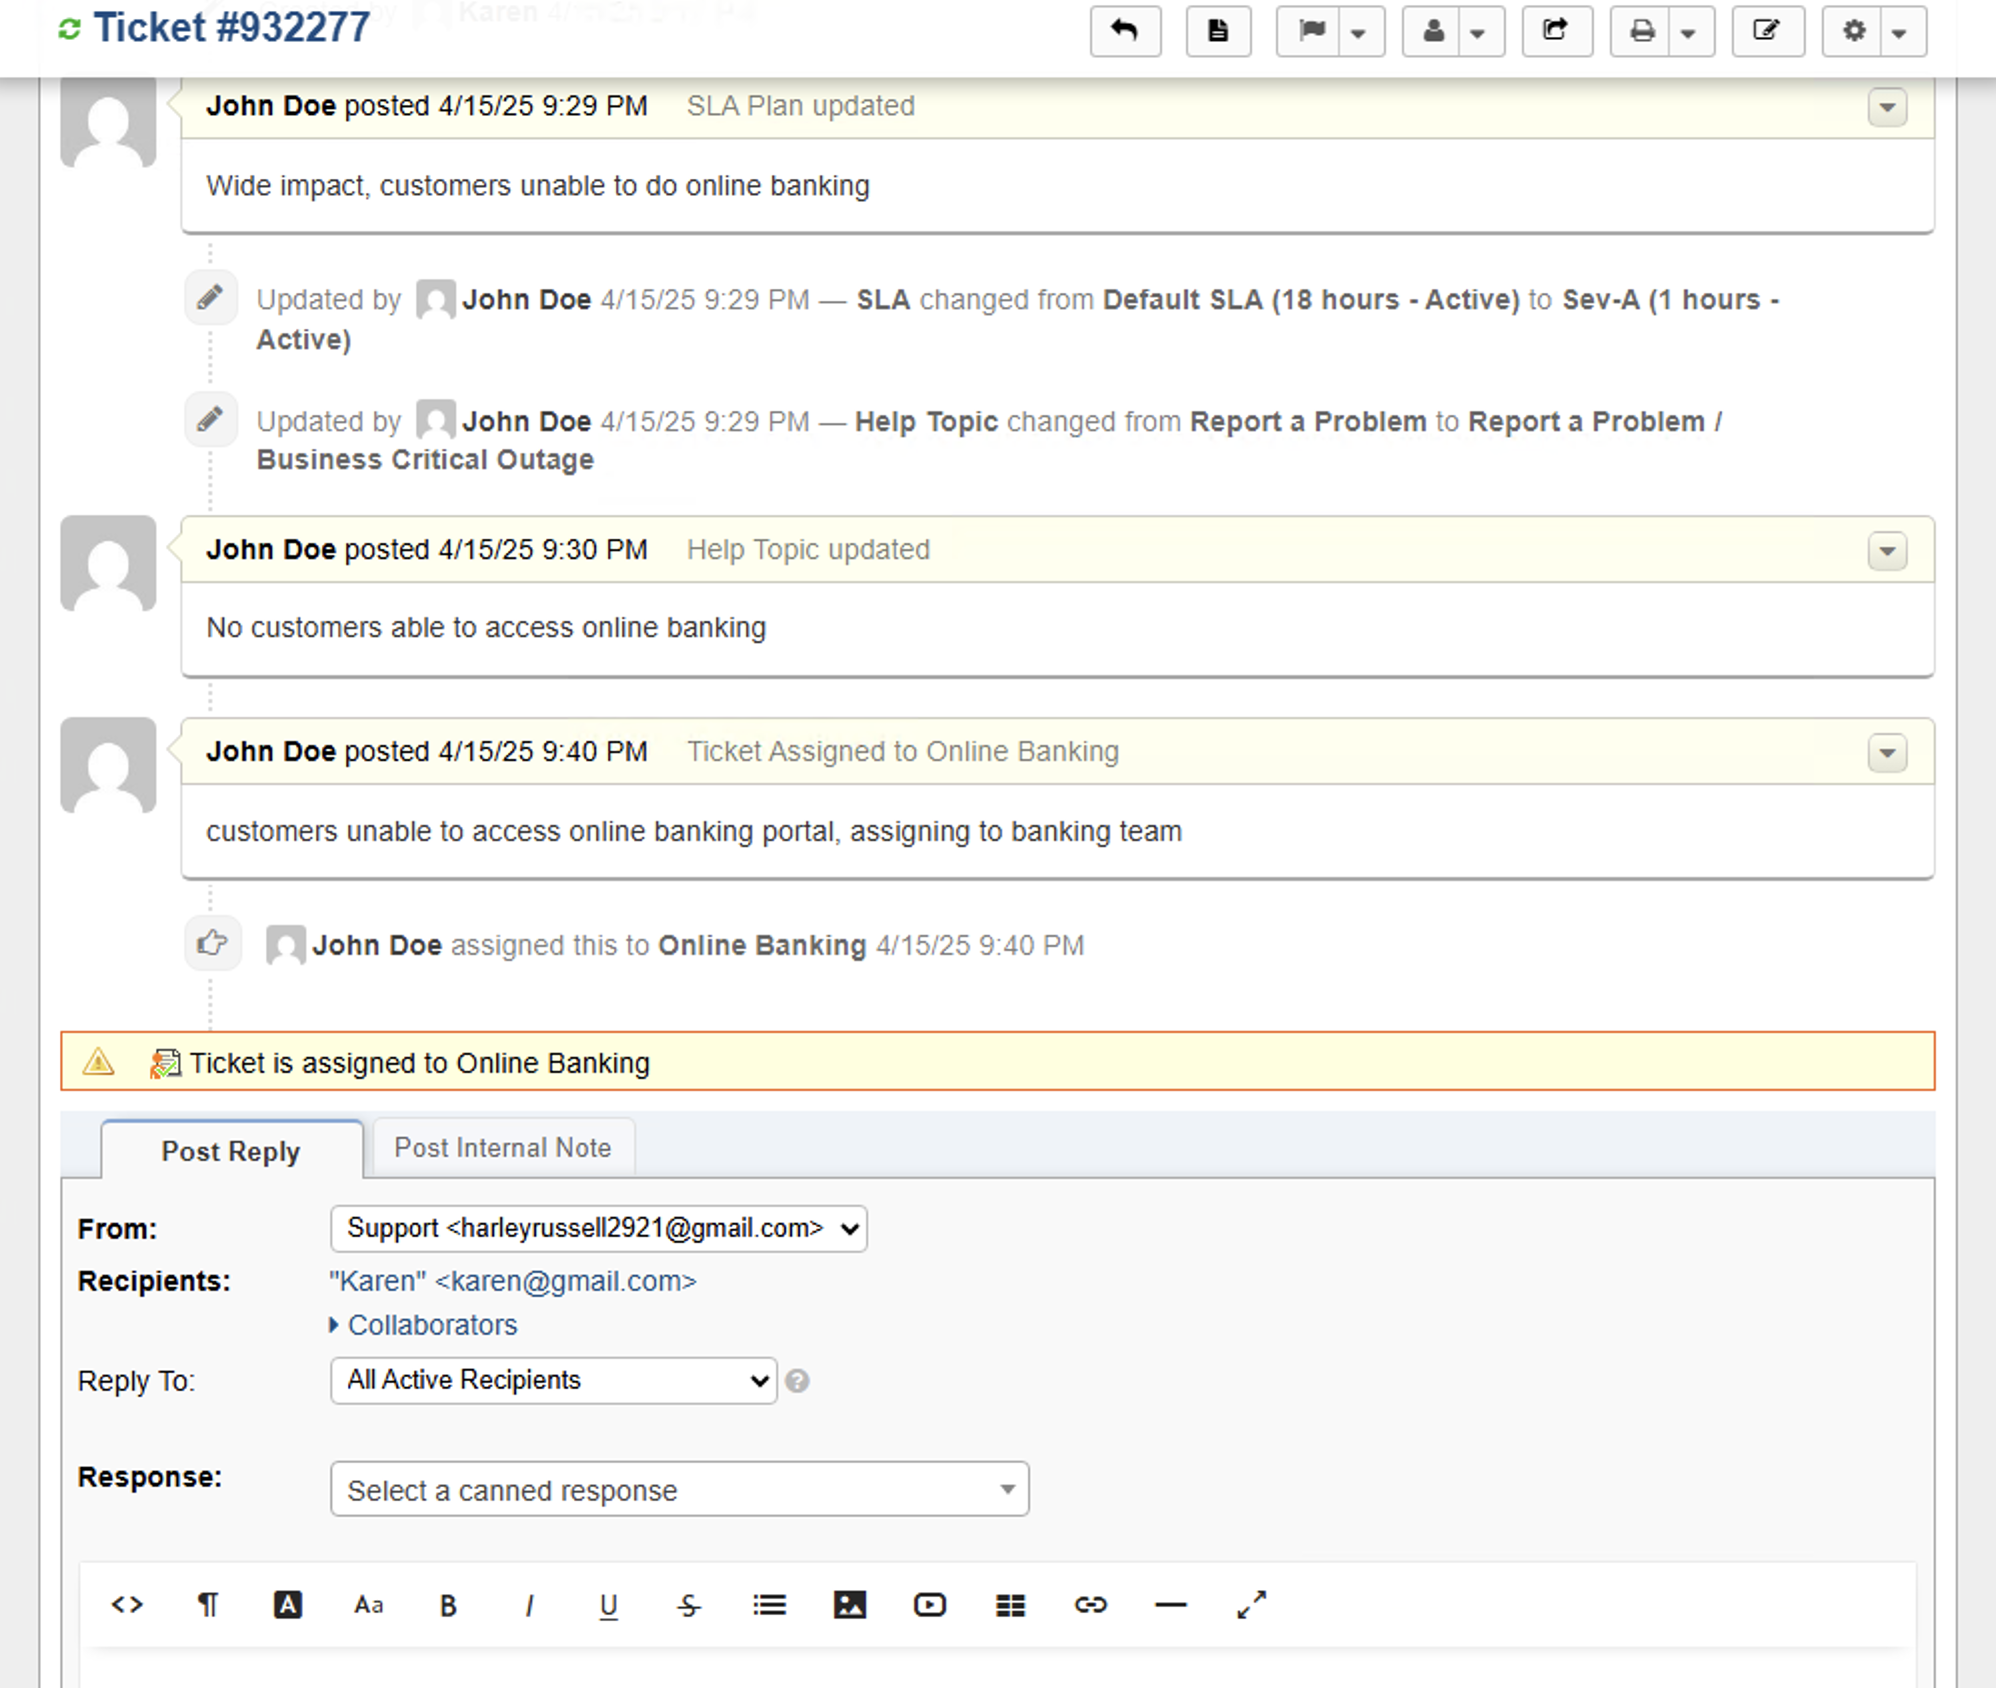 Ticket #932277
John Doe posted 4/15/25 9:29 PM SLA Plan updated
Wide impact, customers unable to do online banking
Updated by John Doe 4/15/25 9:29 PM — SLA changed from Default SLA (18 hours - Active) to Sev-A (1 hours -
Active)
Updated by John Doe 4/15/25 9:29 PM — Help Topic changed from Report a Problem to Report a Problem /
Business Critical Outage
John Doe posted 4/15/25 9:30 PM Help Topic updated
No customers able to access online banking
John Doe posted 4/15/25 9:40 PM Ticket Assigned to Online Banking
customers unable to access online banking portal, assigning to banking team
John Doe assigned this to Online Banking 4/15/25 9:40 PM
Ticket is assigned to Online Banking
Post Reply Post Internal Note
From: Support <harleyrussell2921@gmail.com>
Recipients: "Karen" <karen@gmail.com>
Collaborators
Reply To: All Active Recipients
Response: Select a canned response
<> ¶ A Aa B I U S